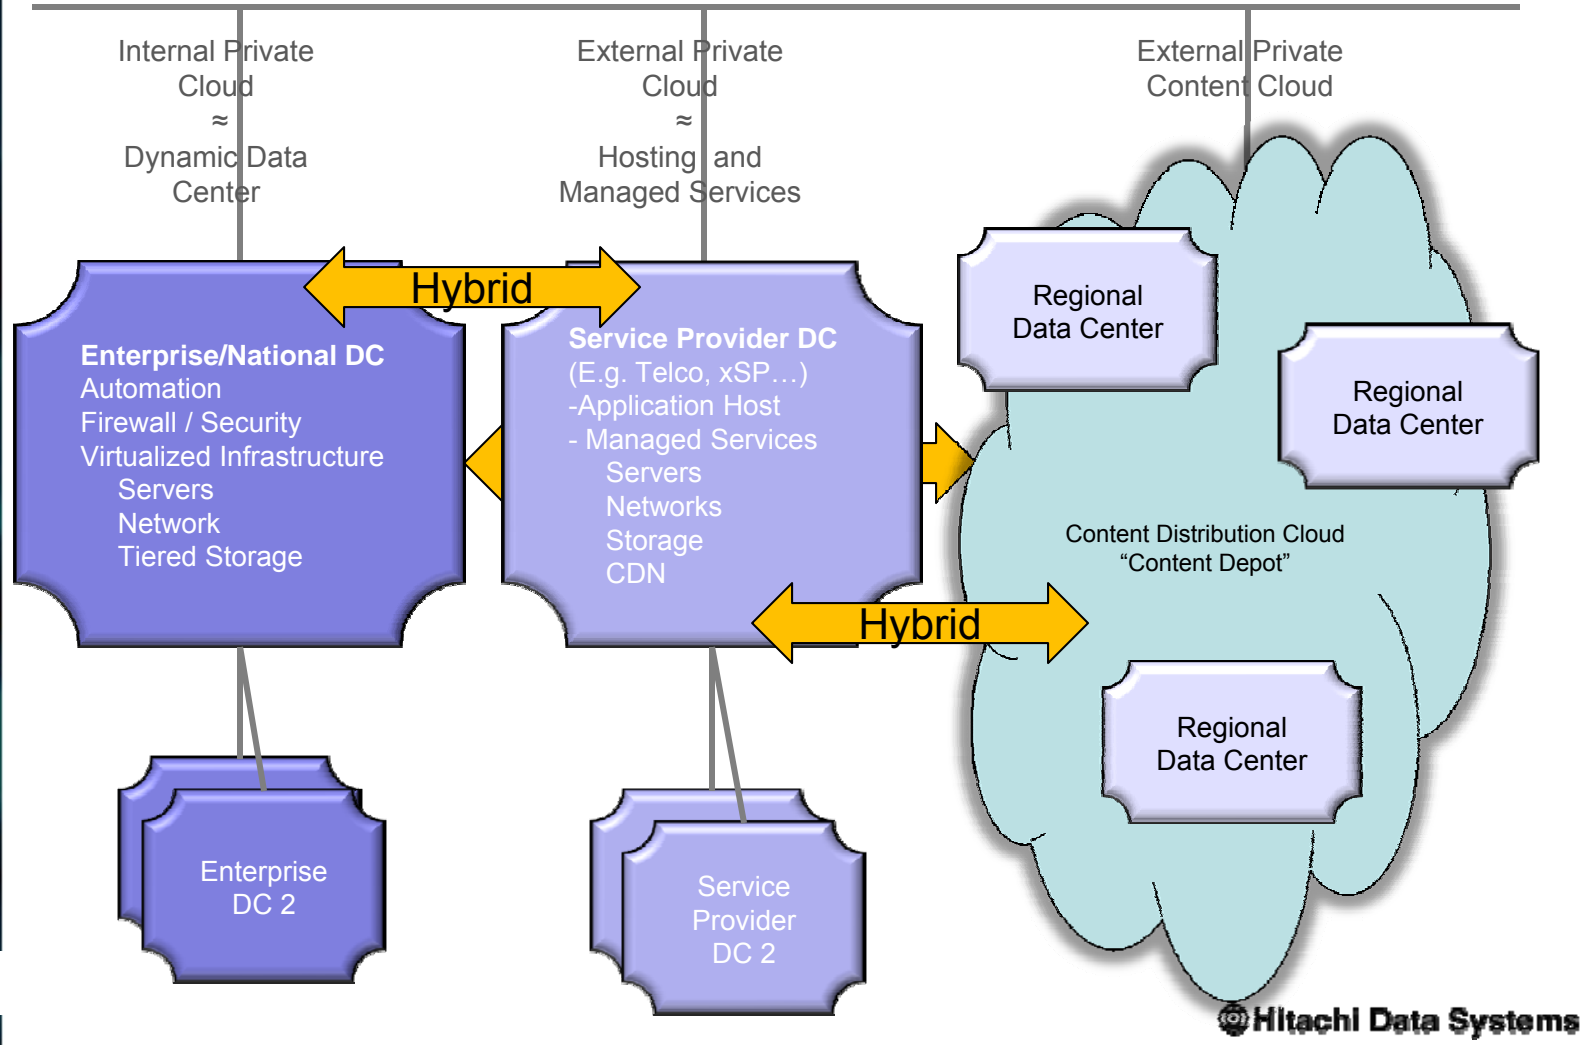 Internal Private
Cloud
≈
Dynamic Data
Center
External Private
Cloud
≈
Hosting and
Managed Services
External Private
Content Cloud
Hybrid
Enterprise/National DC
Automation
Firewall / Security
Virtualized Infrastructure
Servers
Network
Tiered Storage
Service Provider DC
(E.g. Telco, xSP…)
-Application Host
- Managed Services
Servers
Networks
Storage
CDN
Regional
Data Center
Regional
Data Center
Content Distribution Cloud
“Content Depot”
Hybrid
Regional
Data Center
Enterprise
DC 2
Service
Provider
DC 2
Hitachi Data Systems